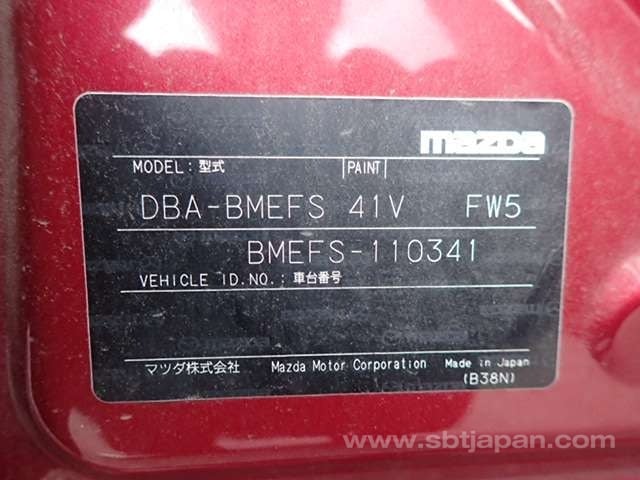 mazda
MODEL:型式 PAINT
DBA-BMEFS 41V FW5
BMEFS-110341
VEHICLE ID.NO.:車台番号
マツダ株式会社 Mazda Motor Corporation Made in Japan
(B38N)
www.sbtjapan.com